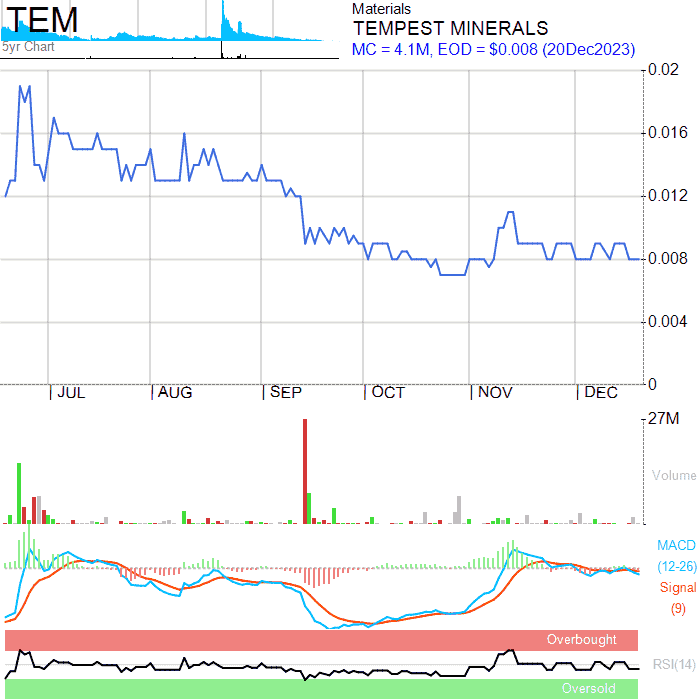 TEM
5yr Chart
Materials
TEMPEST MINERALS
MC = 4.1M, EOD = $0.008 (20Dec2023)
0.02
0.016
0.012
0.008
0.004
0
JUL AUG SEP OCT NOV DEC
27M
Volume
MACD
(12-26)
Signal
(9)
Overbought
RSI(14)
Oversold